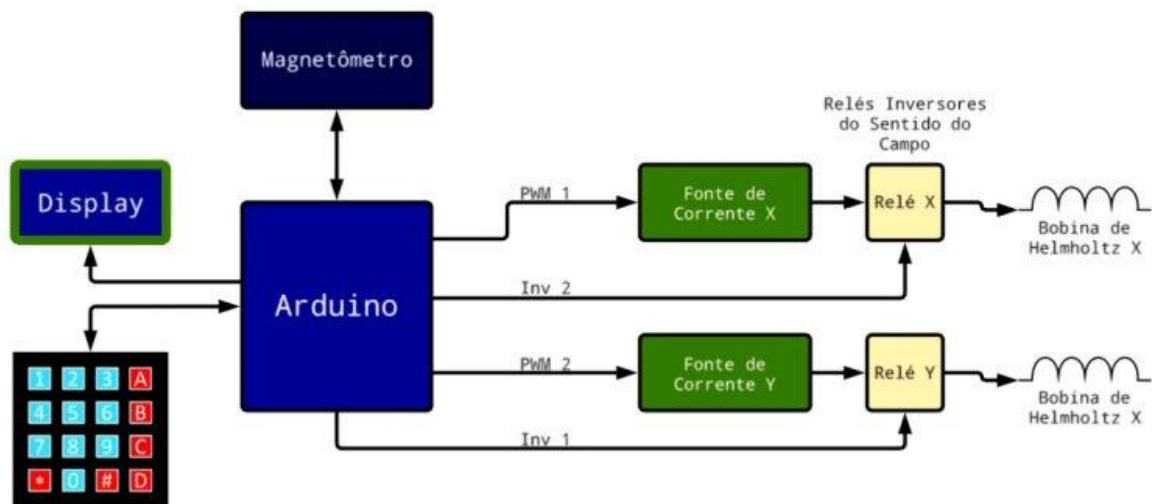 Magnetômetro
Relés Inversores
do Sentido do
Campo
Display
PWM 1
Fonte de
Corrente X
Relé X
Bobina de
Helmholtz X
Arduino
Inv 2
PWM 2
Fonte de
Corrente Y
Relé Y
Bobina de
Helmholtz X
Inv 1
1 2 3 A
4 5 6 B
7 8 9 C
* 0 # D